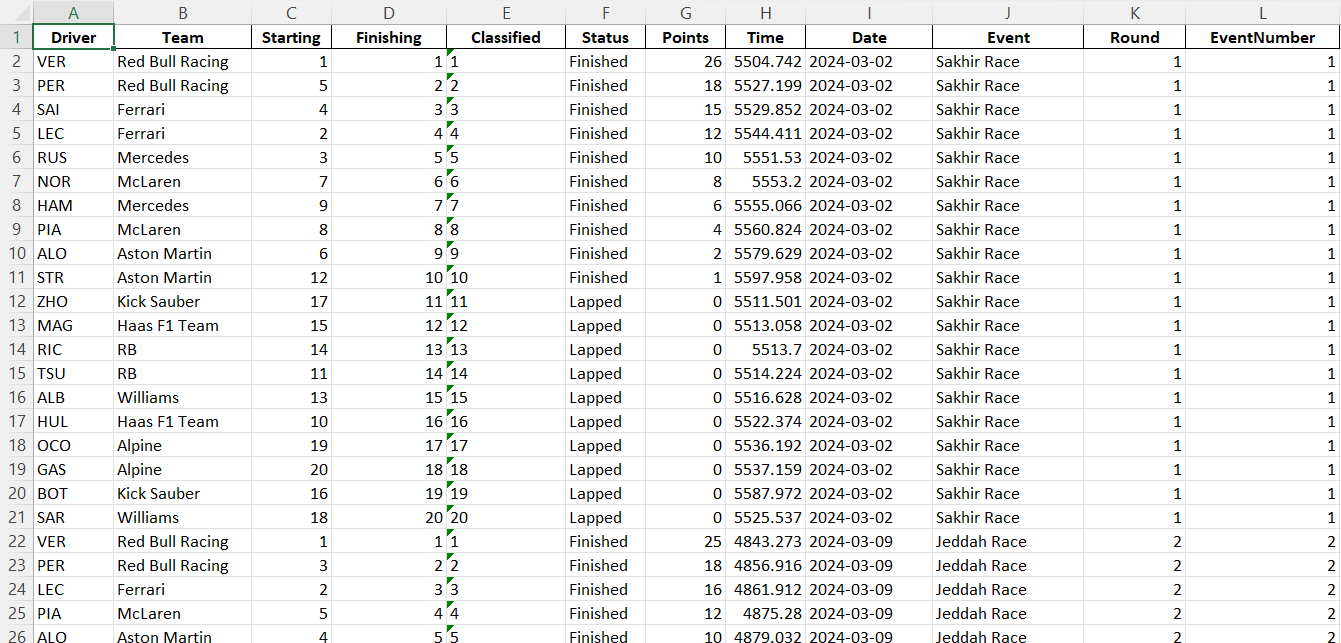 A B C D E F G H I J K L
1 Driver Team Starting Finishing Classified Status Points Time Date Event Round EventNumber
2 VER Red Bull Racing 1 1 1 Finished 26 5504.742 2024-03-02 Sakhir Race 1 1
3 PER Red Bull Racing 5 2 2 Finished 18 5527.199 2024-03-02 Sakhir Race 1 1
4 SAI Ferrari 4 3 3 Finished 15 5529.852 2024-03-02 Sakhir Race 1 1
5 LEC Ferrari 2 4 4 Finished 12 5544.411 2024-03-02 Sakhir Race 1 1
6 RUS Mercedes 3 5 5 Finished 10 5551.53 2024-03-02 Sakhir Race 1 1
7 NOR McLaren 7 6 6 Finished 8 5553.2 2024-03-02 Sakhir Race 1 1
8 HAM Mercedes 9 7 7 Finished 6 5555.066 2024-03-02 Sakhir Race 1 1
9 PIA McLaren 8 8 8 Finished 4 5560.824 2024-03-02 Sakhir Race 1 1
10 ALO Aston Martin 6 9 9 Finished 2 5579.629 2024-03-02 Sakhir Race 1 1
11 STR Aston Martin 12 10 10 Finished 1 5597.958 2024-03-02 Sakhir Race 1 1
12 ZHO Kick Sauber 17 11 11 Lapped 0 5511.501 2024-03-02 Sakhir Race 1 1
13 MAG Haas F1 Team 15 12 12 Lapped 0 5513.058 2024-03-02 Sakhir Race 1 1
14 RIC RB 14 13 13 Lapped 0 5513.7 2024-03-02 Sakhir Race 1 1
15 TSU RB 11 14 14 Lapped 0 5514.224 2024-03-02 Sakhir Race 1 1
16 ALB Williams 13 15 15 Lapped 0 5516.628 2024-03-02 Sakhir Race 1 1
17 HUL Haas F1 Team 10 16 16 Lapped 0 5522.374 2024-03-02 Sakhir Race 1 1
18 OCO Alpine 19 17 17 Lapped 0 5536.192 2024-03-02 Sakhir Race 1 1
19 GAS Alpine 20 18 18 Lapped 0 5537.159 2024-03-02 Sakhir Race 1 1
20 BOT Kick Sauber 16 19 19 Lapped 0 5587.972 2024-03-02 Sakhir Race 1 1
21 SAR Williams 18 20 20 Lapped 0 5525.537 2024-03-02 Sakhir Race 1 1
22 VER Red Bull Racing 1 1 1 Finished 25 4843.273 2024-03-09 Jeddah Race 2 2
23 PER Red Bull Racing 3 2 2 Finished 18 4856.916 2024-03-09 Jeddah Race 2 2
24 LEC Ferrari 2 3 3 Finished 16 4861.912 2024-03-09 Jeddah Race 2 2
25 PIA McLaren 5 4 4 Finished 12 4875.28 2024-03-09 Jeddah Race 2 2
26 ALO Aston Martin 4 5 5 Finished 10 4879.032 2024-03-09 Jeddah Race 2 2